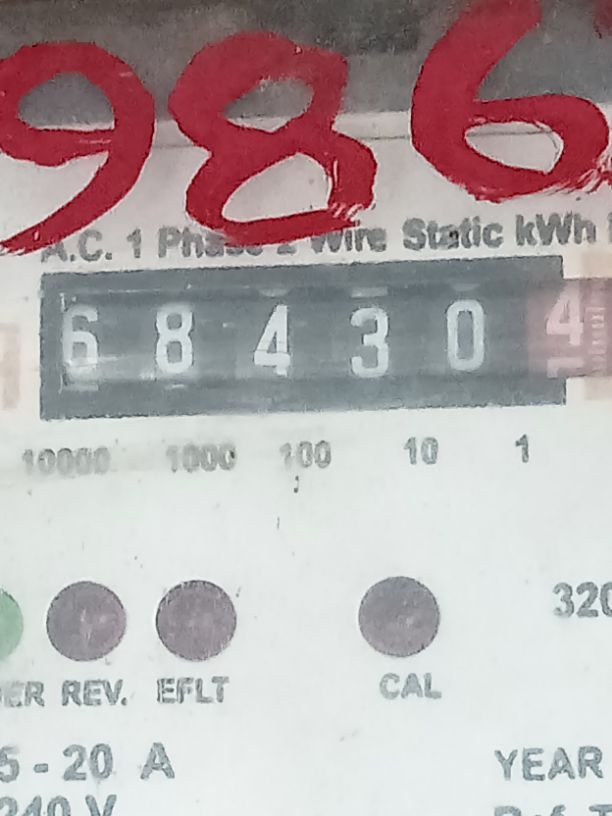 986
A.C. 1 Phase 2 Wire Static kWh
6 8 4 3 0 4
10000 1000 100 10 1
320
REV. EFLT CAL
5 - 20 A YEAR
240 V